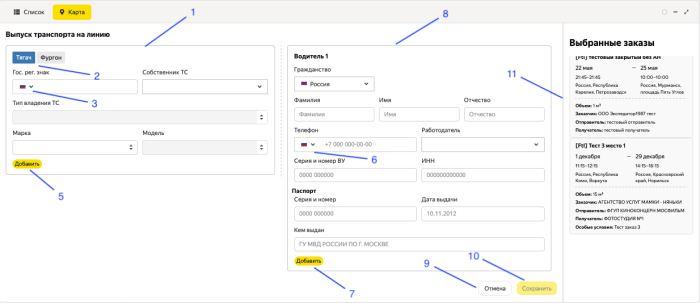 Список
Карта
1
8
Выпуск транспорта на линию
Тягач
Фургон
2
Гос. рег. знак
Собственник ТС
3
Тип владения ТС
Марка
Модель
Добавить
5
Водитель 1
Гражданство
Россия
Фамилия
Имя
Отчество
Фамилия
Имя
Отчество
Телефон
Работодатель
+7 000 000-00-00
6
Серия и номер ВУ
ИНН
0000 000000
000000000000
Паспорт
Серия и номер
Дата выдачи
0000 000000
10.11.2012
Кем выдан
ГУ МВД РОССИИ ПО Г. МОСКВЕ
Добавить
7
9
Отмена
10
Сохранить
11
Выбранные заказы
[Ftl] Тестовый закрытый без АН
22 мая – 25 мая
21:45–21:45
10:00–10:00
Россия, Республика Карелия, Петрозаводск
Россия, Мурманск, площадь Пять Углов
Объем: 1 м³
Заказчик: ООО Экспедитор1987 тест
Отправитель: тестовый отправитель
Получатель: тестовый получатель
[Ftl] Тест 3 место 1
1 декабря – 29 декабря
11:15–12:15
14:15–16:15
Россия, Республика Коми, Воркута
Россия, Красноярский край, Норильск
Объем: 15 м³
Заказчик: АГЕНТСТВО УСЛУГ МАМКИ - НЯНЬКИ
Отправитель: ФГУП КИНОКОНЦЕРН МОСФИЛЬМ
Получатель: ФОТОСТУДИЯ №1
Особые условия: Тест заказ 3